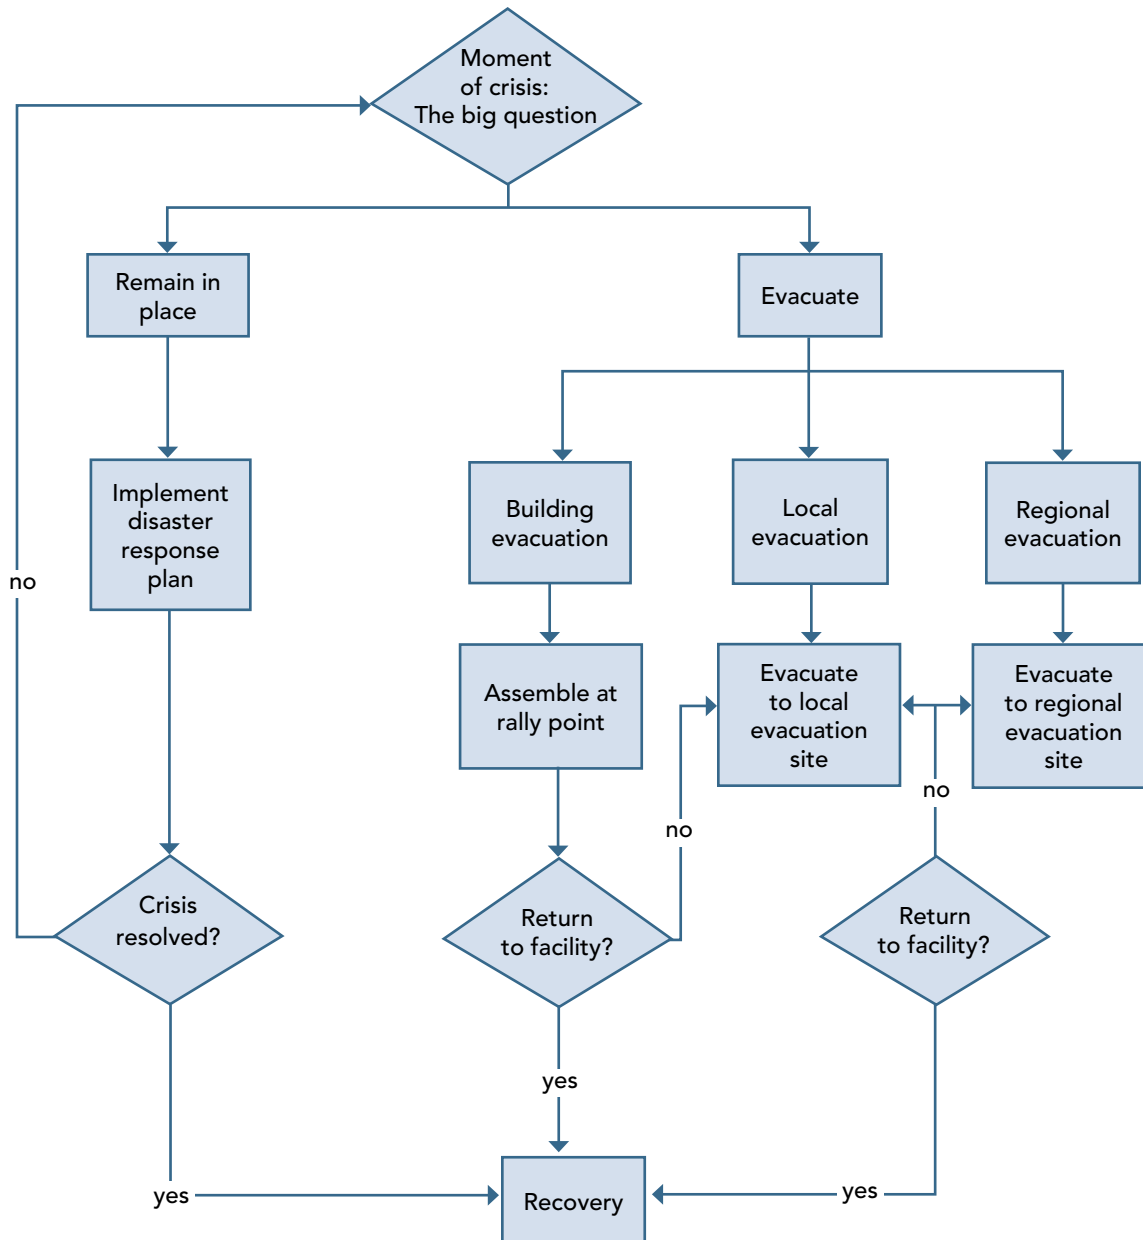 Moment
of crisis:
The big question
Remain in
place
Evacuate
Implement
disaster
response
plan
Building
evacuation
Local
evacuation
Regional
evacuation
no
Assemble at
rally point
Evacuate
to local
evacuation
site
Evacuate
to regional
evacuation
site
no
no
Crisis
resolved?
Return
to facility?
Return
to facility?
yes
yes
yes
Recovery